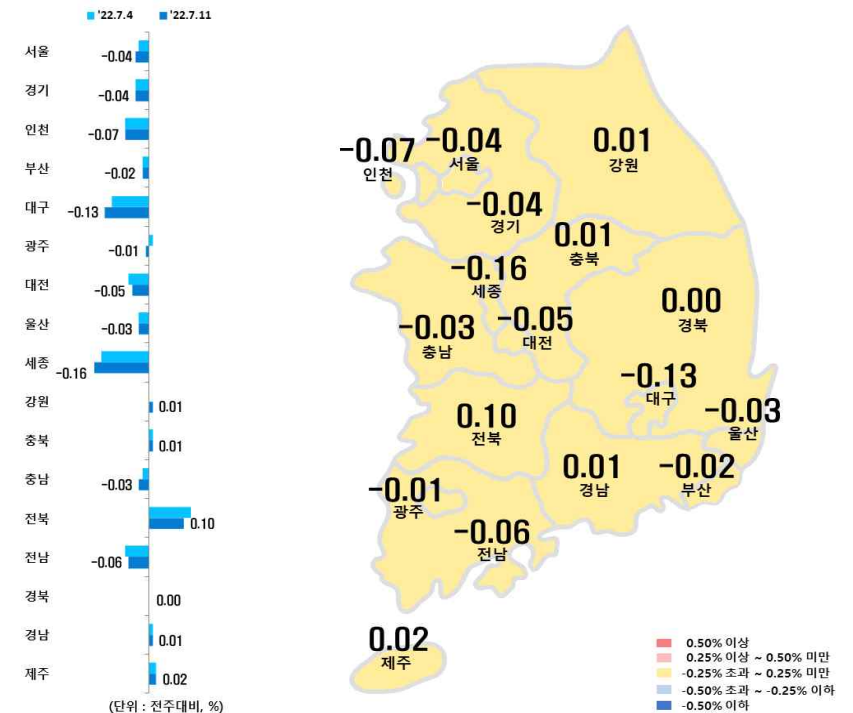 '22.7.4 '22.7.11
서울 -0.04
경기 -0.04
인천 -0.07
부산 -0.02
대구 -0.13
광주 -0.01
대전 -0.05
울산 -0.03
세종 -0.16
강원 0.01
충북 0.01
충남 -0.03
전북 0.10
전남 -0.06
경북 0.00
경남 0.01
제주 0.02
(단위 : 전주대비, %)
-0.07
인천
-0.04
서울
0.01
강원
-0.04
경기
0.01
충북
-0.16
세종
0.00
경북
-0.03
충남
-0.05
대전
-0.13
대구
-0.03
울산
0.10
전북
0.01
경남
-0.02
부산
-0.01
광주
-0.06
전남
0.02
제주
0.50% 이상
0.25% 이상 ~ 0.50% 미만
-0.25% 초과 ~ 0.25% 미만
-0.50% 초과 ~ -0.25% 이하
-0.50% 이하